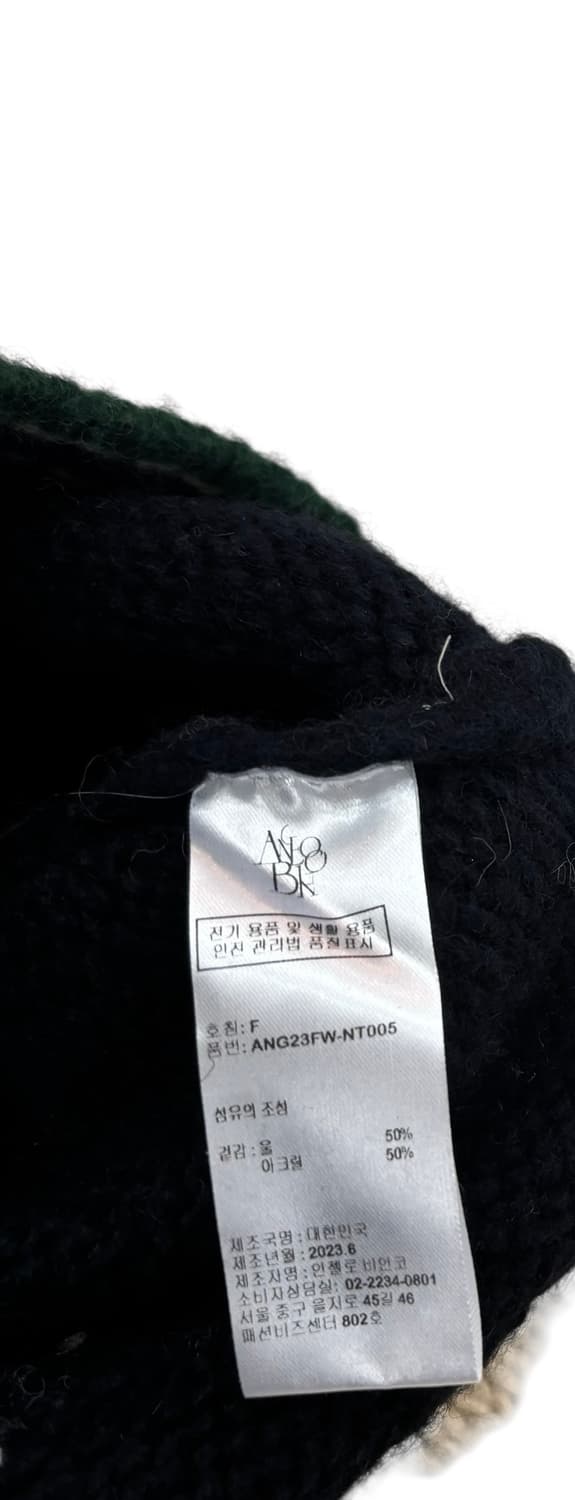 전기 용품 및 생활 용품
안전 관리법 품질표시
호칭: F
품번: ANG23FW-NT005
섬유의 조성
겉감 : 울 50%
아크릴 50%
제조국명 : 대한민국
제조년월 : 2023.6
제조자명 : 안젤로 비안코
소비자상담실: 02-2234-0801
서울 중구 을지로 45길 46
패션비즈센터 802호